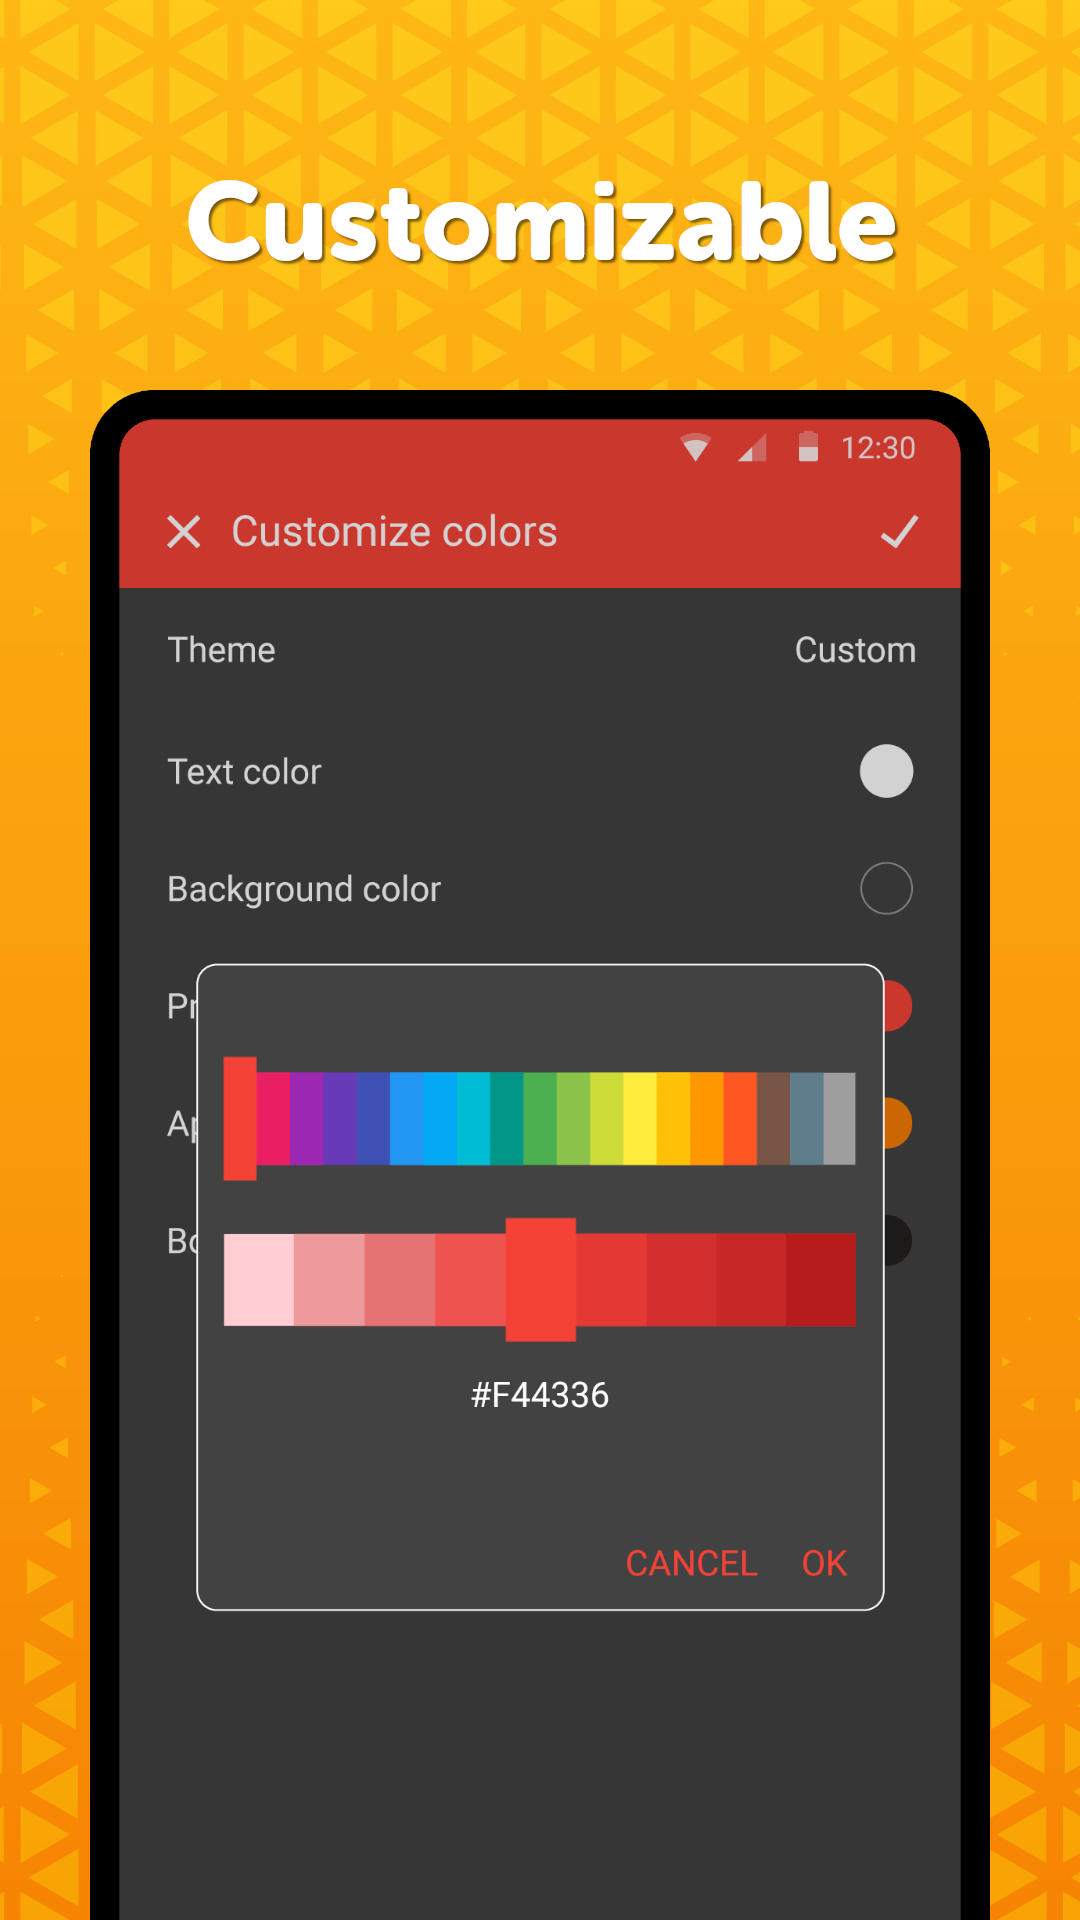 Customizable
12:30
Customize colors
Theme
Custom
Text color
Background color
Pr
Ap
Bo
#F44336
CANCEL
OK